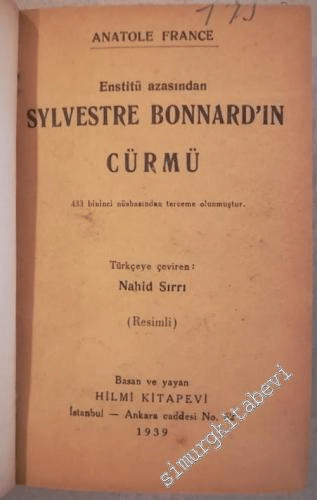 ANATOLE FRANCE
Enstitü azasından
SYLVESTRE BONNARD'IN
CÜRMÜ
433 bininci nüshasından terceme olunmuştur.
Türkçeye çeviren:
Nahid Sırrı
(Resimli)
Basan ve yayan
HİLMİ KİTAPEVİ
İstanbul — Ankara caddesi No.
1939
simurgkitabevi.com